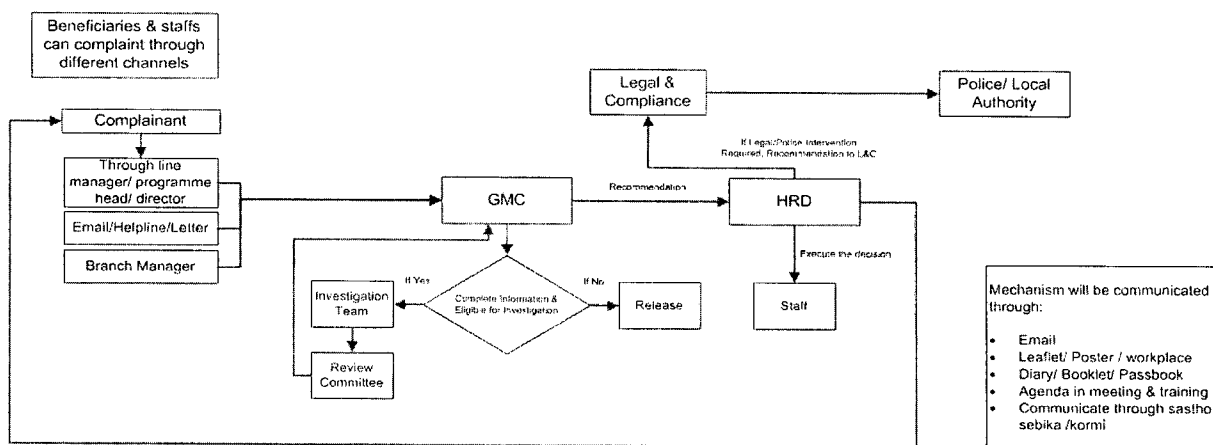 Beneficiaries & staffs
can complaint through
different channels
Complainant
Through line
manager/ programme
head/ director
Email/Helpline/Letter
Branch Manager
GMC
Recommendation
HRD
Legal &
Compliance
Police/ Local
Authority
If Legal/Police Intervention
Required, Recommendation to L&C
Execute the decision
Staff
Complete Information &
Eligible for Investigation
If Yes
If No
Release
Investigation
Team
Review
Committee
Mechanism will be communicated
through:
• Email
• Leaflet/ Poster / workplace
• Diary/ Booklet/ Passbook
• Agenda in meeting & training
• Communicate through sastho
sebika /kormi